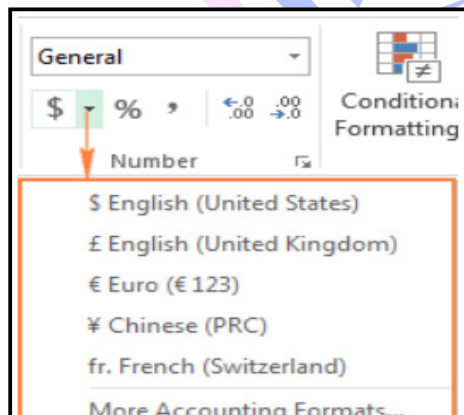 General
$ % , ←.0 .00 .00 →.0
Conditiona
Formatting
Number
$ English (United States)
£ English (United Kingdom)
€ Euro (€ 123)
¥ Chinese (PRC)
fr. French (Switzerland)
More Accounting Formats...